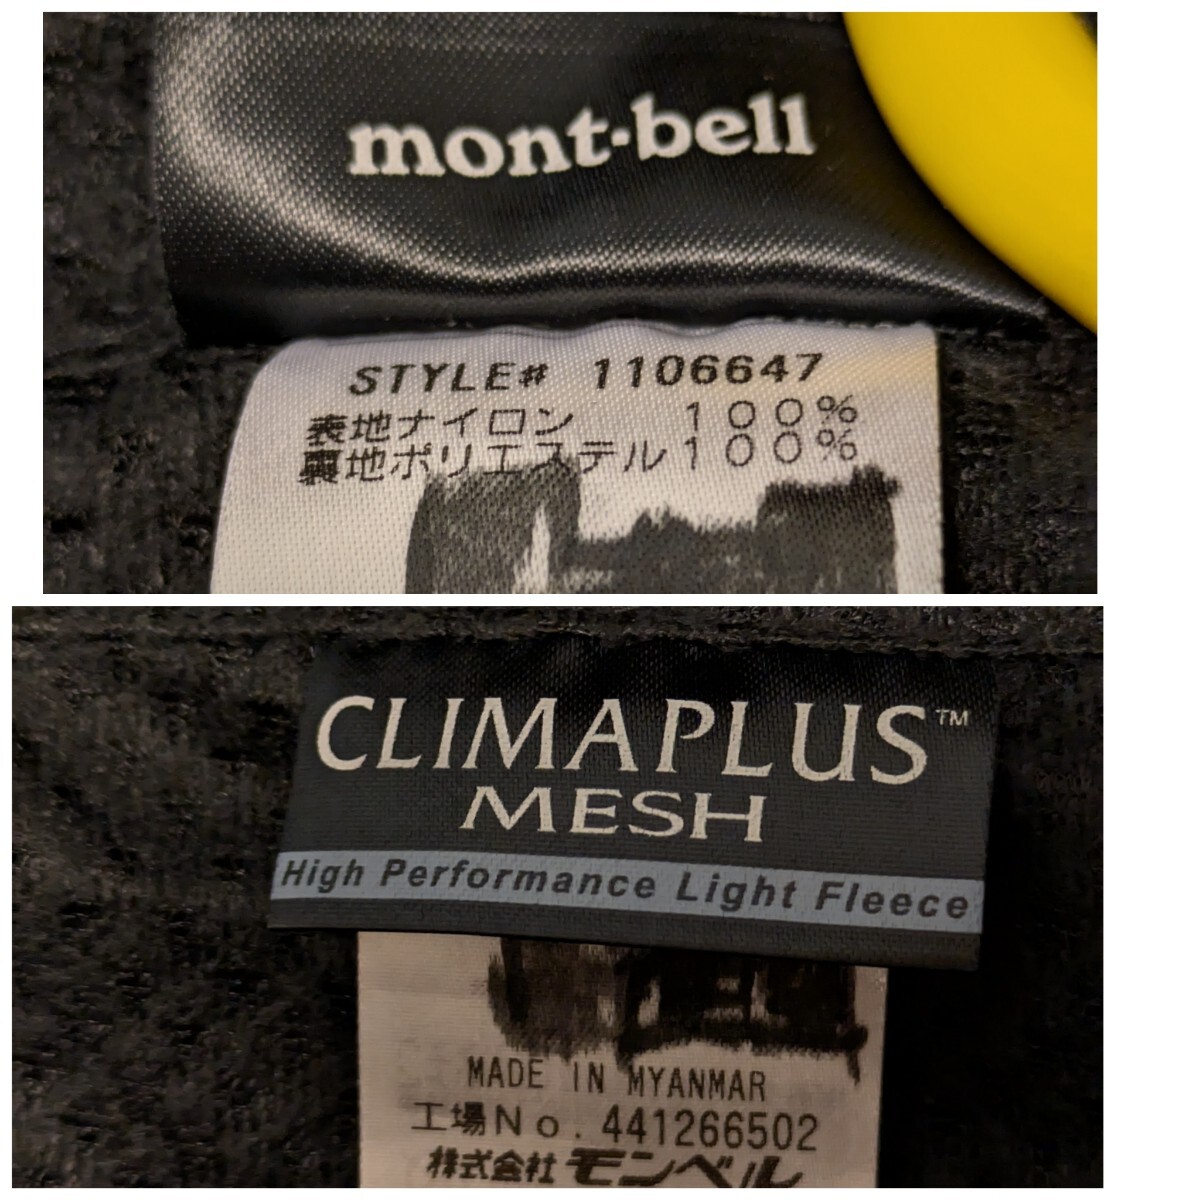 mont-bell
STYLE# 1106647
表地ナイロン 100%
裏地ポリエステル100%
CLIMAPLUS™
MESH
High Performance Light Fleece
MADE IN MYANMAR
工場No. 441266502
株式会社 モンベル